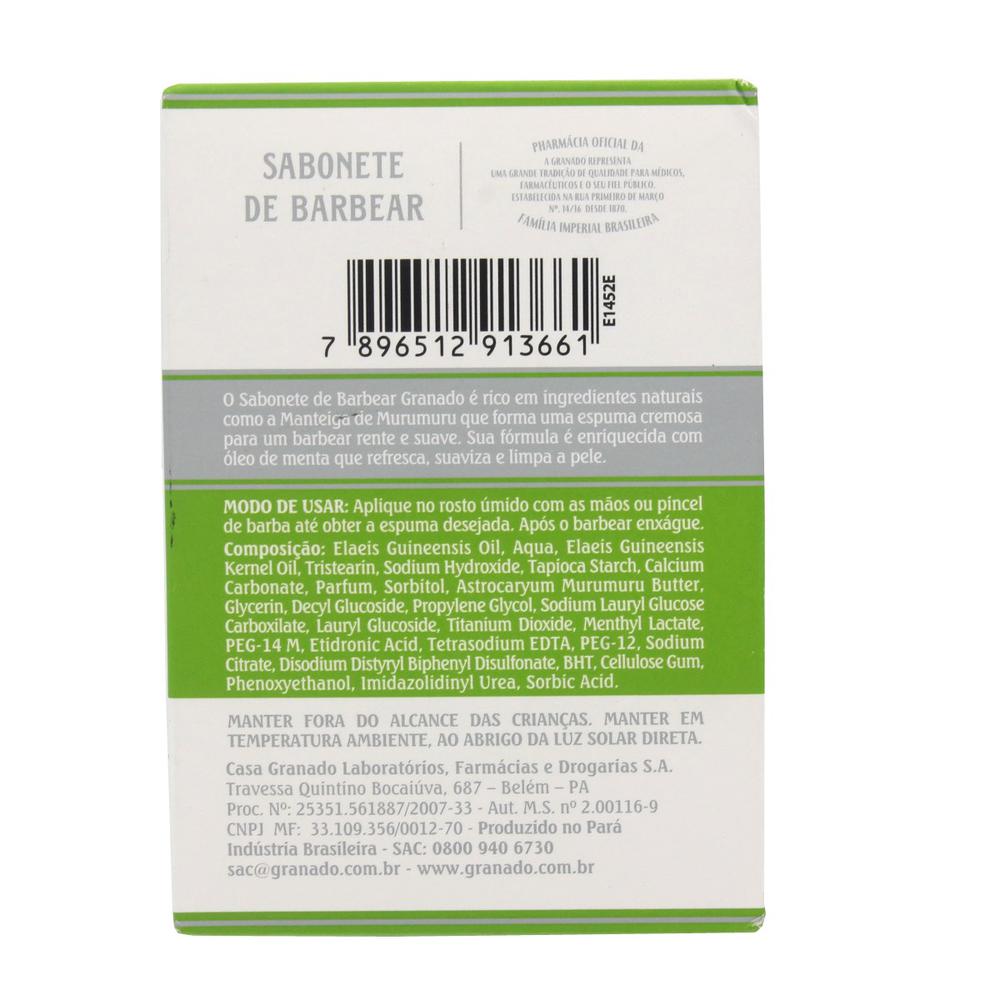 SABONETE
DE BARBEAR
PHARMÁCIA OFICIAL DA
A GRANADO REPRESENTA
UMA GRANDE TRADIÇÃO DE QUALIDADE PARA MÉDICOS,
FARMACÊUTICOS E O SEU FIEL PÚBLICO.
ESTABELECIDA NA RUA PRIMEIRO DE MARÇO
Nº. 14/16 DESDE 1870.
FAMÍLIA IMPERIAL BRASILEIRA
E1452E
7 896512 913661
O Sabonete de Barbear Granado é rico em ingredientes naturais
como a Manteiga de Murumuru que forma uma espuma cremosa
para um barbear rente e suave. Sua fórmula é enriquecida com
óleo de menta que refresca, suaviza e limpa a pele.
MODO DE USAR: Aplique no rosto úmido com as mãos ou pincel
de barba até obter a espuma desejada. Após o barbear enxágue.
Composição: Elaeis Guineensis Oil, Aqua, Elaeis Guineensis
Kernel Oil, Tristearin, Sodium Hydroxide, Tapioca Starch, Calcium
Carbonate, Parfum, Sorbitol, Astrocaryum Murumuru Butter,
Glycerin, Decyl Glucoside, Propylene Glycol, Sodium Lauryl Glucose
Carboxilate, Lauryl Glucoside, Titanium Dioxide, Menthyl Lactate,
PEG-14 M, Etidronic Acid, Tetrasodium EDTA, PEG-12, Sodium
Citrate, Disodium Distyryl Biphenyl Disulfonate, BHT, Cellulose Gum,
Phenoxyethanol, Imidazolidinyl Urea, Sorbic Acid.
MANTER FORA DO ALCANCE DAS CRIANÇAS. MANTER EM
TEMPERATURA AMBIENTE, AO ABRIGO DA LUZ SOLAR DIRETA.
Casa Granado Laboratórios, Farmácias e Drogarias S.A.
Travessa Quintino Bocaiúva, 687 – Belém – PA
Proc. Nº: 25351.561887/2007-33 - Aut. M.S. nº 2.00116-9
CNPJ MF: 33.109.356/0012-70 - Produzido no Pará
Indústria Brasileira - SAC: 0800 940 6730
sac@granado.com.br - www.granado.com.br